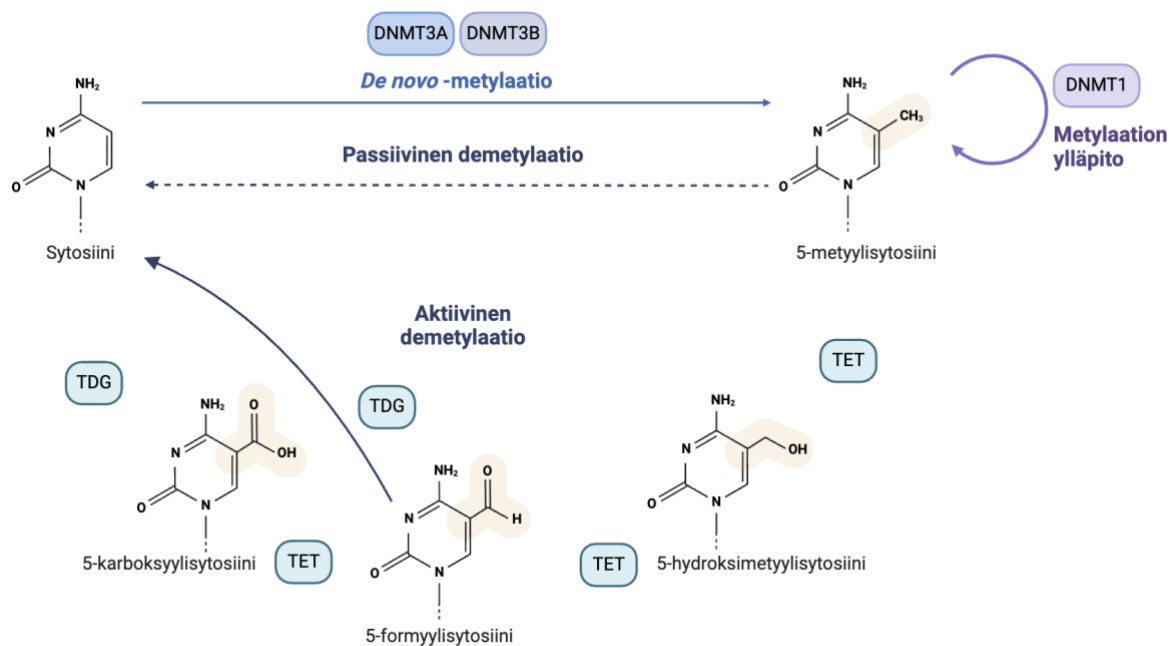 DNMT3A DNMT3B
De novo -metylaatio
NH₂
N
O
N
Sytosiini
Passiivinen demetylaatio
NH₂
CH₃
N
O
N
5-metyylisytosiini
DNMT1
Metylaation
ylläpito
Aktiivinen
demetylaatio
TET
TDG
TDG
NH₂
O
OH
N
O
N
5-karboksyylisytosiini
TET
NH₂
O
H
N
O
N
5-formyylisytosiini
TET
NH₂
OH
N
O
N
5-hydroksimetyylisytosiini